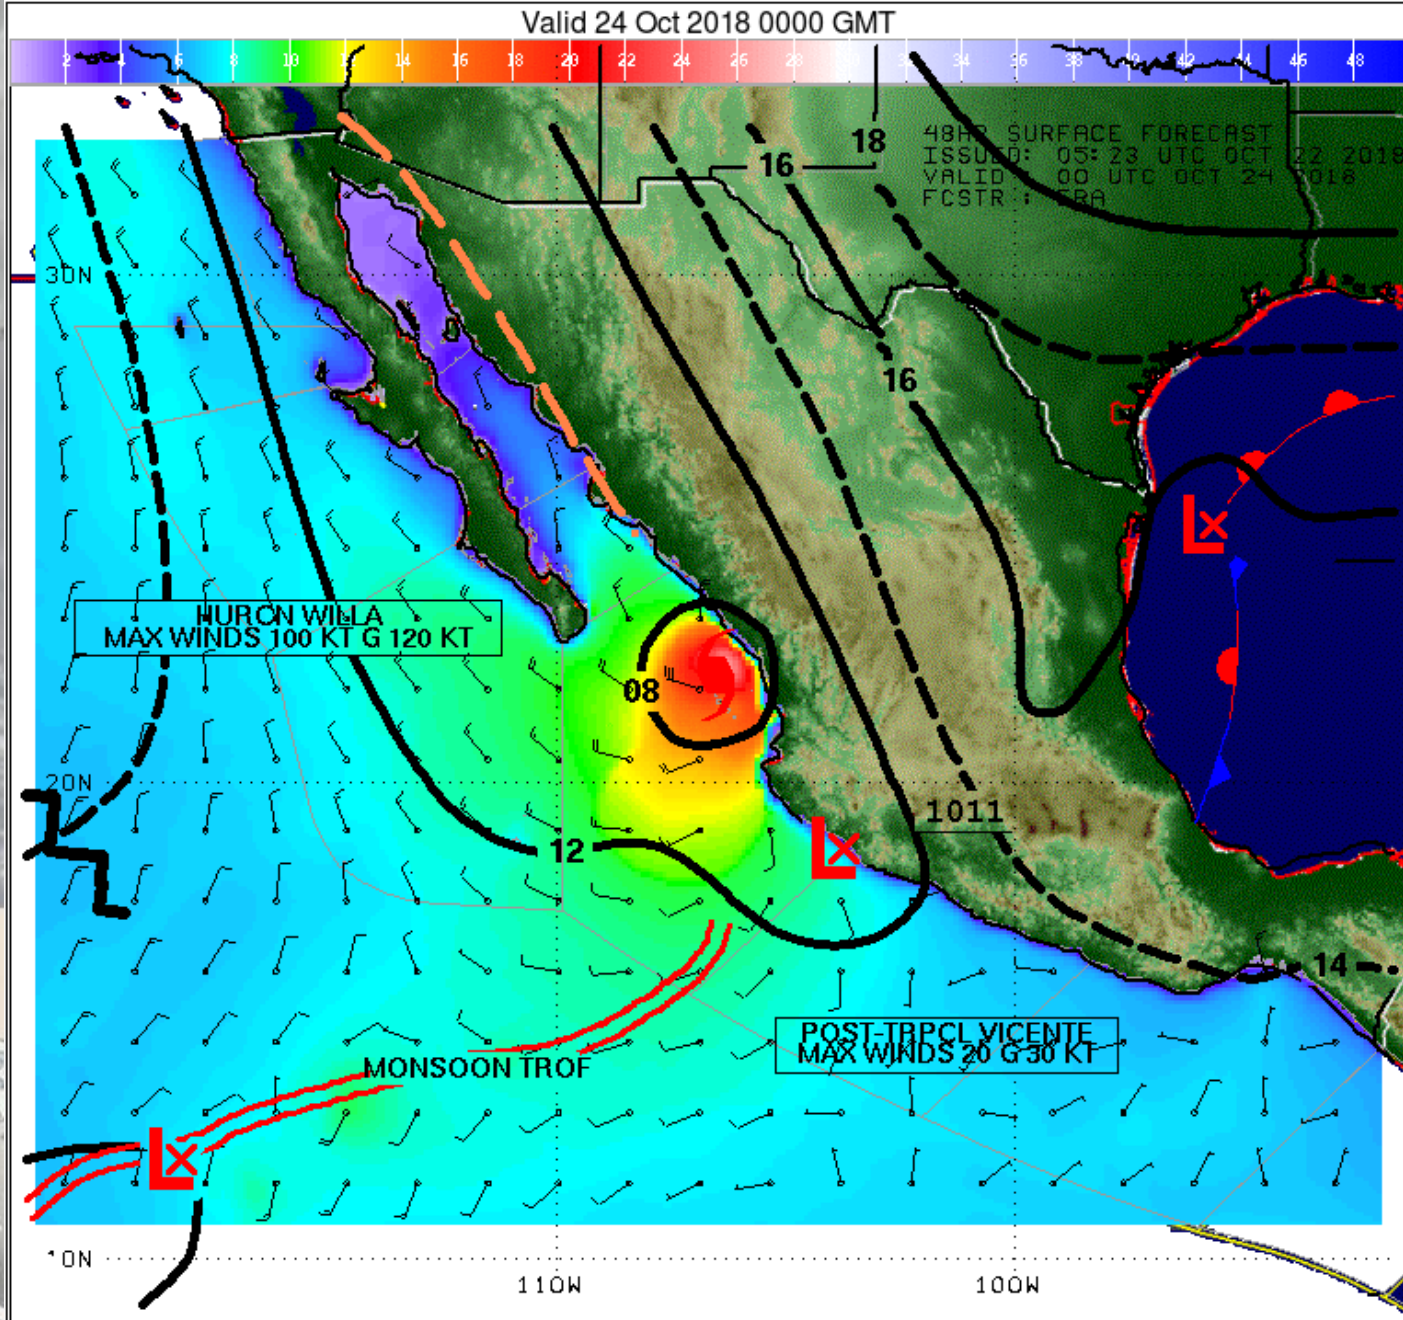 Valid 24 Oct 2018 0000 GMT
2 4 6 8 10 12 14 16 18 20 22 24 26 28 34 36 38 40 42 44 46 48
48HR SURFACE FORECAST
ISSUED: 05:23 UTC OCT 22 2018
VALID : 00 UTC OCT 24 2018
FCSTR : ERA
18
16
30N
16
L
HURCN WILLA
MAX WINDS 100 KT G 120 KT
08
20N
1011
12
L
14
POST-TRPCL VICENTE
MAX WINDS 20 G 30 KT
MONSOON TROF
L
10N
110W 100W